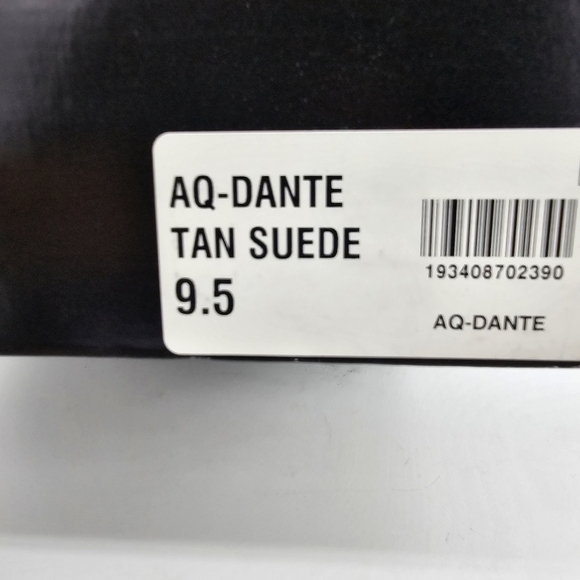 AQ-DANTE
TAN SUEDE
9.5
193408702390
AQ-DANTE